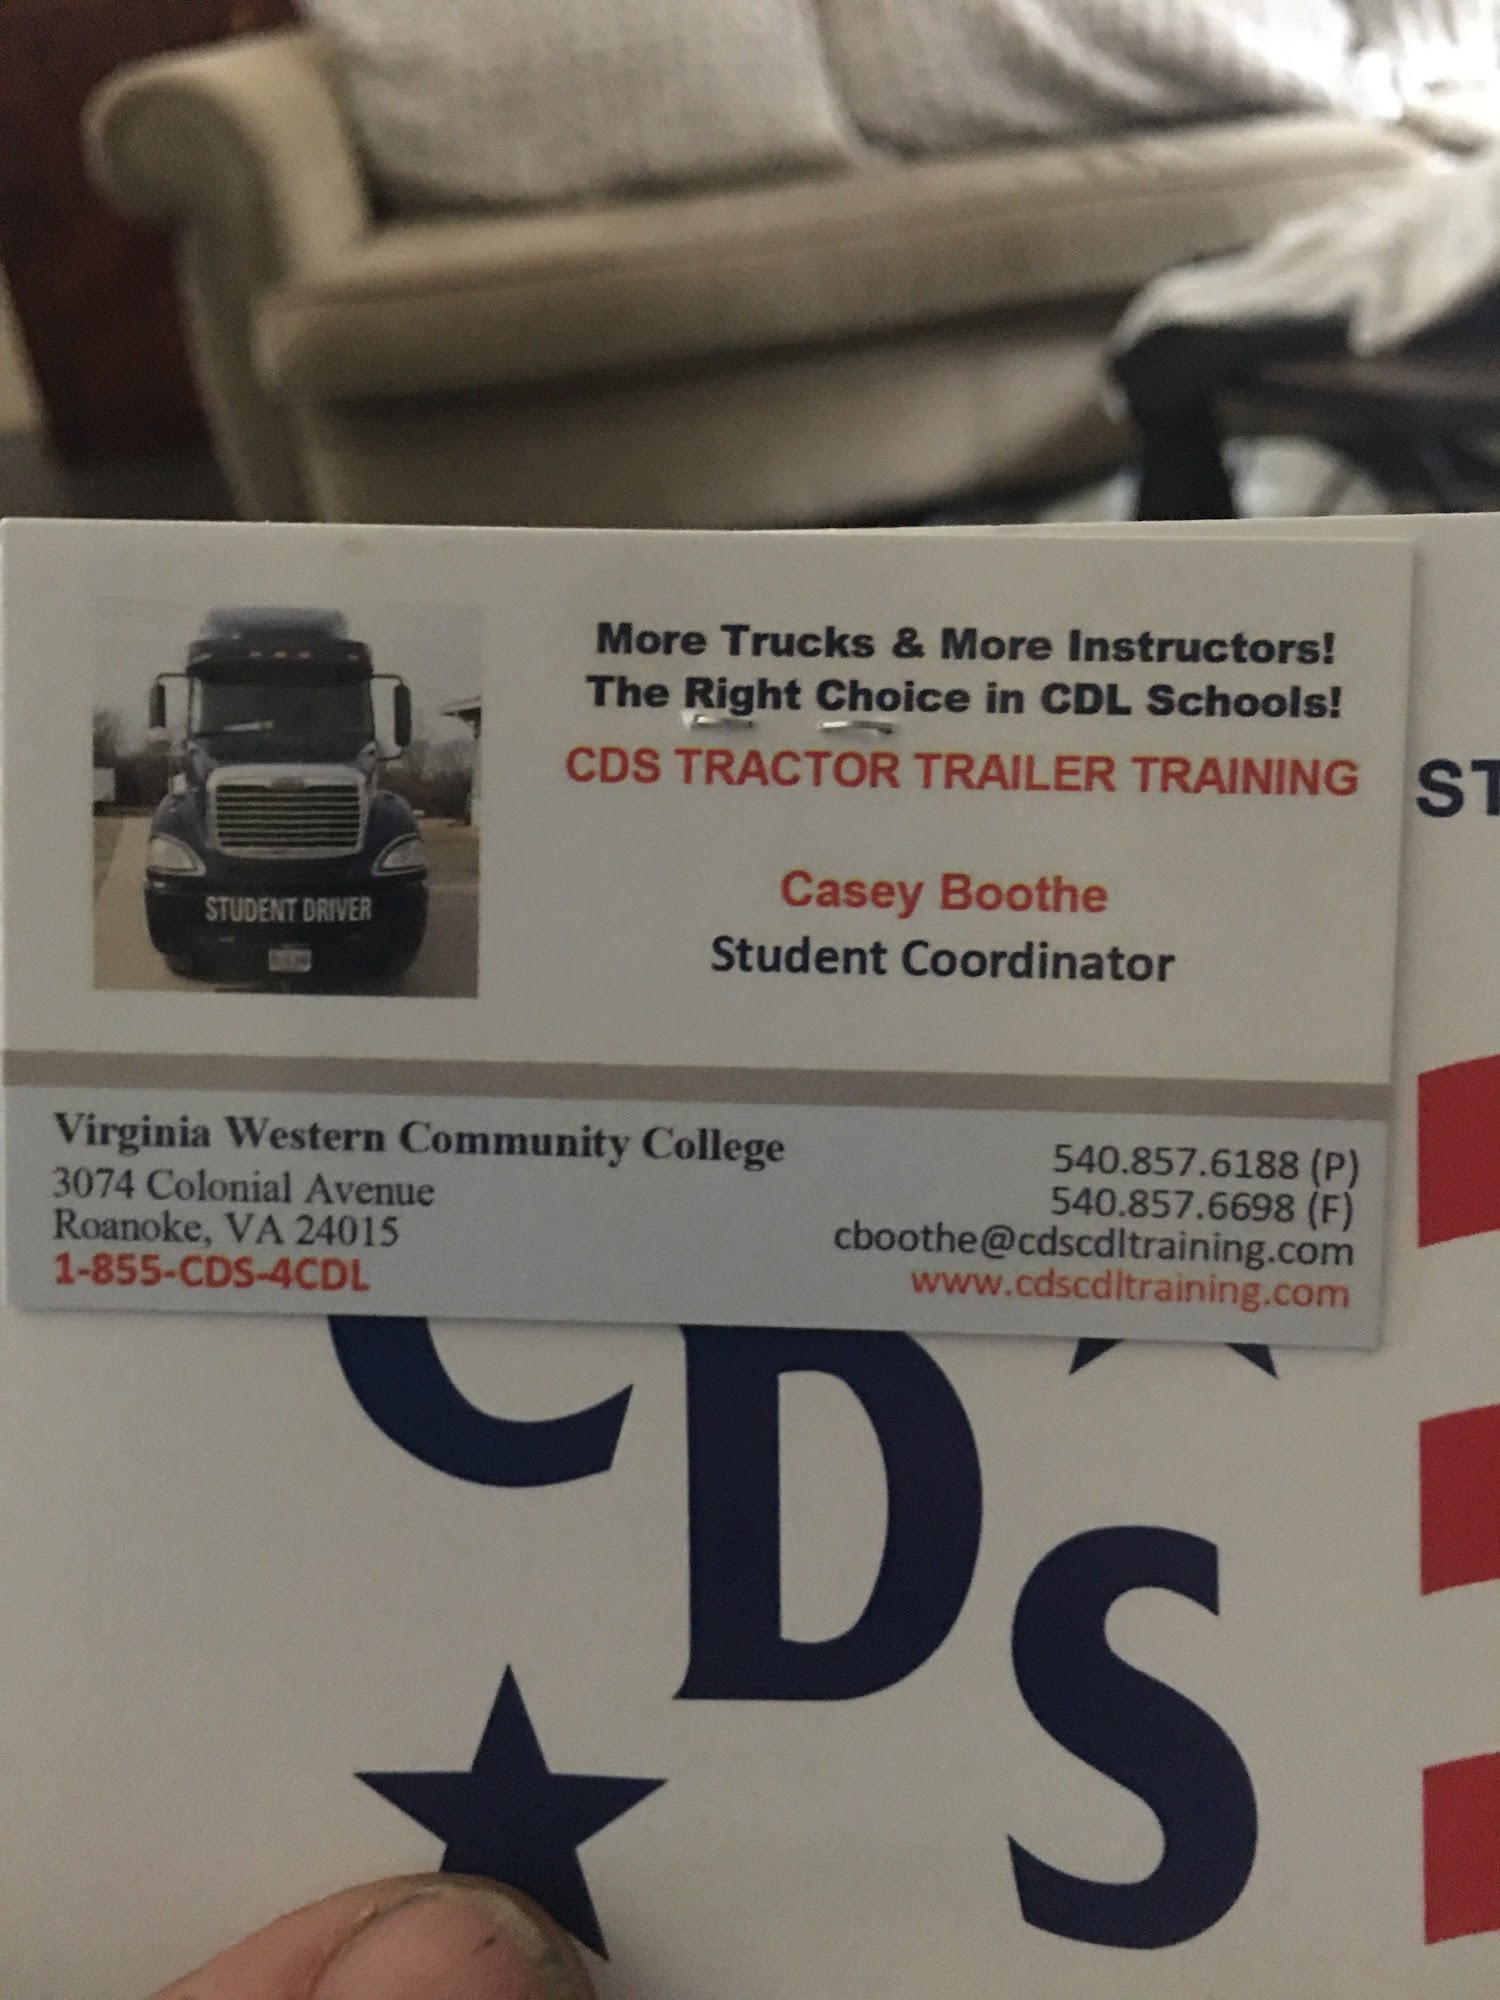 More Trucks & More Instructors!
The Right Choice in CDL Schools!
CDS TRACTOR TRAILER TRAINING
ST
Casey Boothe
Student Coordinator
STUDENT DRIVER
Virginia Western Community College
3074 Colonial Avenue
Roanoke, VA 24015
1-855-CDS-4CDL
540.857.6188 (P)
540.857.6698 (F)
cboothe@cdscdltraining.com
www.cdscdltraining.com
CDS